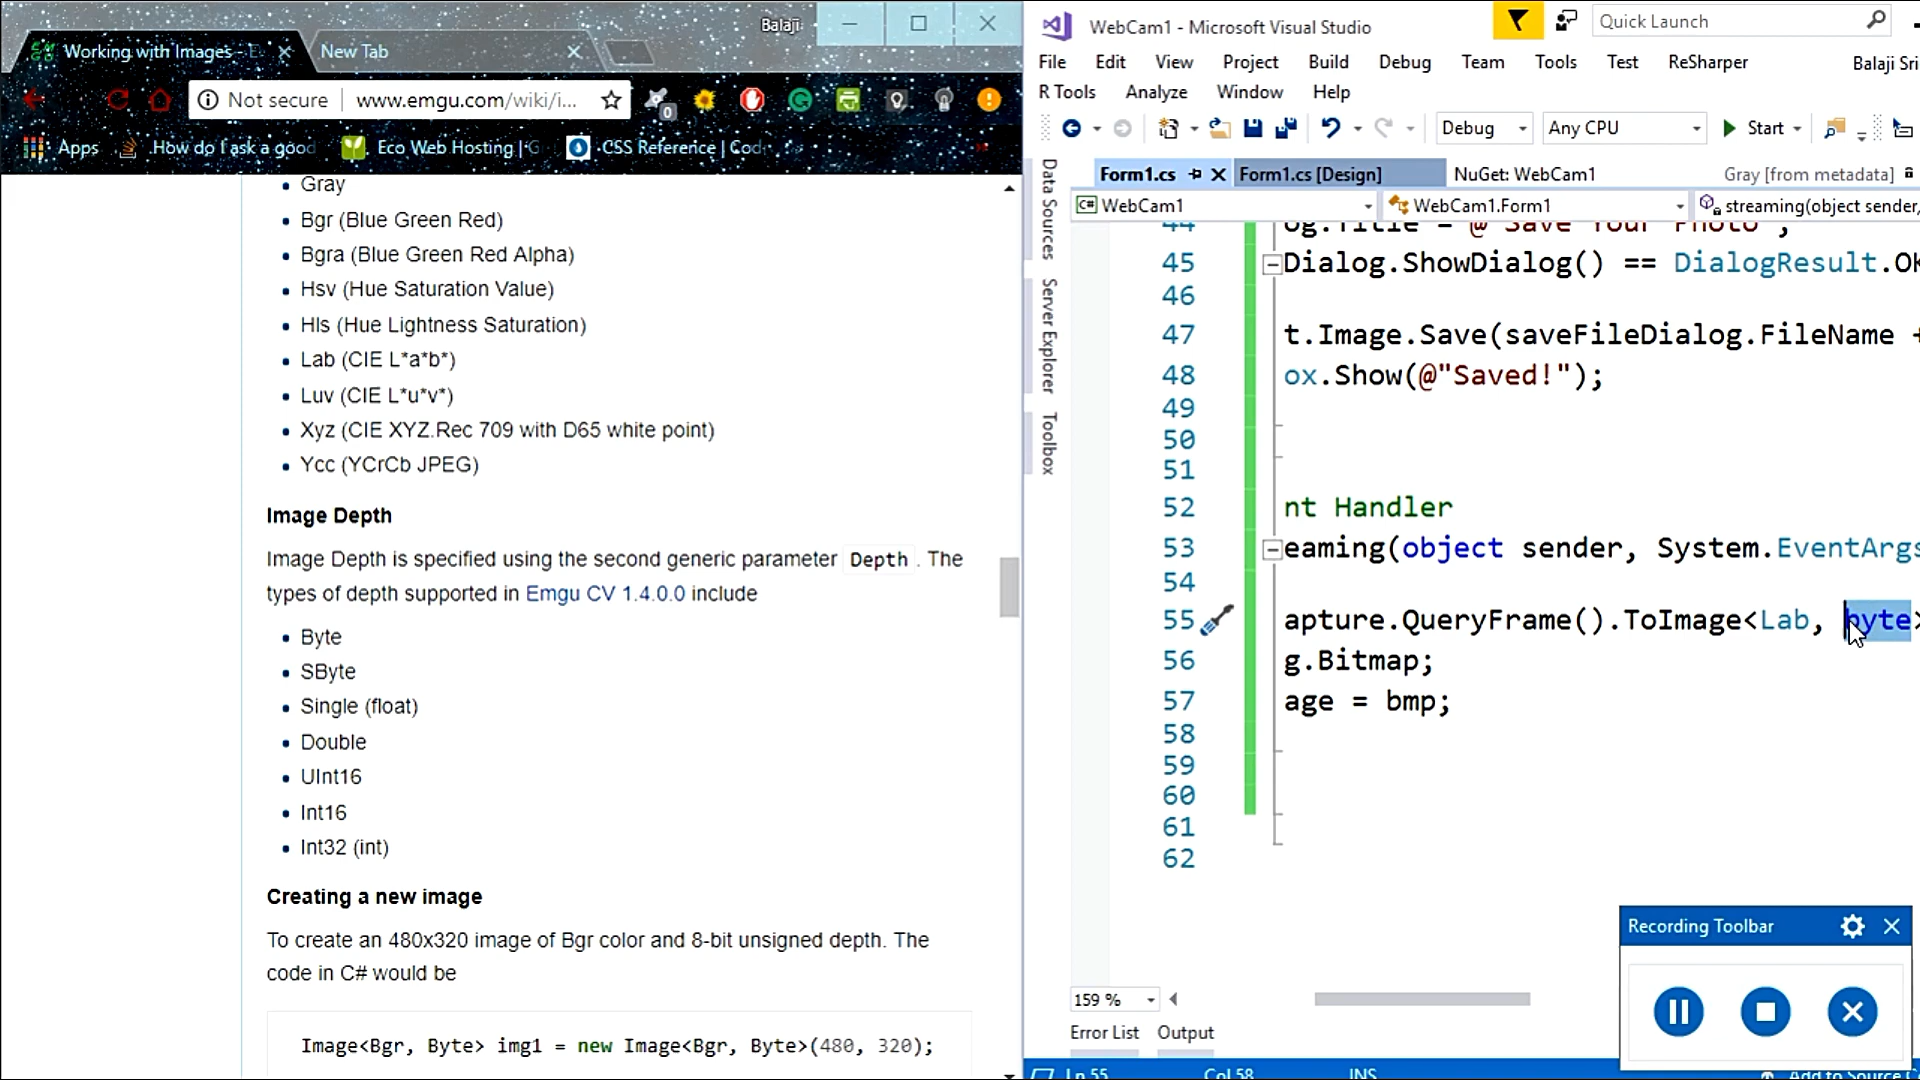 Balaji
Working with Images - E
New Tab
Not secure
www.emgu.com/wiki/i...
0
Apps
How do I ask a good
Eco Web Hosting | G
CSS Reference | Cod
Gray
Bgr (Blue Green Red)
Bgra (Blue Green Red Alpha)
Hsv (Hue Saturation Value)
Hls (Hue Lightness Saturation)
Lab (CIE L*a*b*)
Luv (CIE L*u*v*)
Xyz (CIE XYZ.Rec 709 with D65 white point)
Ycc (YCrCb JPEG)
Image Depth
Image Depth is specified using the second generic parameter Depth . The
types of depth supported in Emgu CV 1.4.0.0 include
Byte
SByte
Single (float)
Double
UInt16
Int16
Int32 (int)
Creating a new image
To create an 480x320 image of Bgr color and 8-bit unsigned depth. The
code in C# would be
Image<Bgr, Byte> img1 = new Image<Bgr, Byte>(480, 320);
WebCam1 - Microsoft Visual Studio
Quick Launch
File Edit View Project Build Debug Team Tools Test ReSharper Balaji Sri
R Tools Analyze Window Help
Debug Any CPU Start
Form1.cs Form1.cs [Design] NuGet: WebCam1 Gray [from metadata]
C# WebCam1 WebCam1.Form1 streaming(object sender,
Data Sources
Server Explorer
Toolbox
44 og.Title = @"Save Your Photo";
45 Dialog.ShowDialog() == DialogResult.OK
46
47 t.Image.Save(saveFileDialog.FileName +
48 ox.Show(@"Saved!");
49
50
51
52 nt Handler
53 eaming(object sender, System.EventArgs
54
55 apture.QueryFrame().ToImage<Lab, byte>
56 g.Bitmap;
57 age = bmp;
58
59
60
61
62
159 %
Error List Output
Ln 55 Col 58 INS Add to Source C
Recording Toolbar